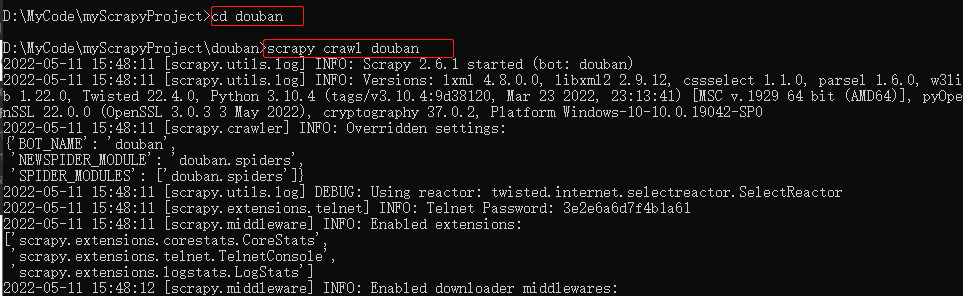 D:\MyCode\myScrapyProject>cd douban
D:\MyCode\myScrapyProject\douban>scrapy crawl douban
2022-05-11 15:48:11 [scrapy.utils.log] INFO: Scrapy 2.6.1 started (bot: douban)
2022-05-11 15:48:11 [scrapy.utils.log] INFO: Versions: lxml 4.8.0.0, libxml2 2.9.12, cssselect 1.1.0, parsel 1.6.0, w3li
b 1.22.0, Twisted 22.4.0, Python 3.10.4 (tags/v3.10.4:9d38120, Mar 23 2022, 23:13:41) [MSC v.1929 64 bit (AMD64)], pyOpe
nSSL 22.0.0 (OpenSSL 3.0.3 3 May 2022), cryptography 37.0.2, Platform Windows-10-10.0.19042-SP0
2022-05-11 15:48:11 [scrapy.crawler] INFO: Overridden settings:
{'BOT_NAME': 'douban',
 'NEWSPIDER_MODULE': 'douban.spiders',
 'SPIDER_MODULES': ['douban.spiders']}
2022-05-11 15:48:11 [scrapy.utils.log] DEBUG: Using reactor: twisted.internet.selectreactor.SelectReactor
2022-05-11 15:48:11 [scrapy.extensions.telnet] INFO: Telnet Password: 3e2e6a6d7f4b1a61
2022-05-11 15:48:11 [scrapy.middleware] INFO: Enabled extensions:
['scrapy.extensions.corestats.CoreStats',
 'scrapy.extensions.telnet.TelnetConsole',
 'scrapy.extensions.logstats.LogStats']
2022-05-11 15:48:12 [scrapy.middleware] INFO: Enabled downloader middlewares: